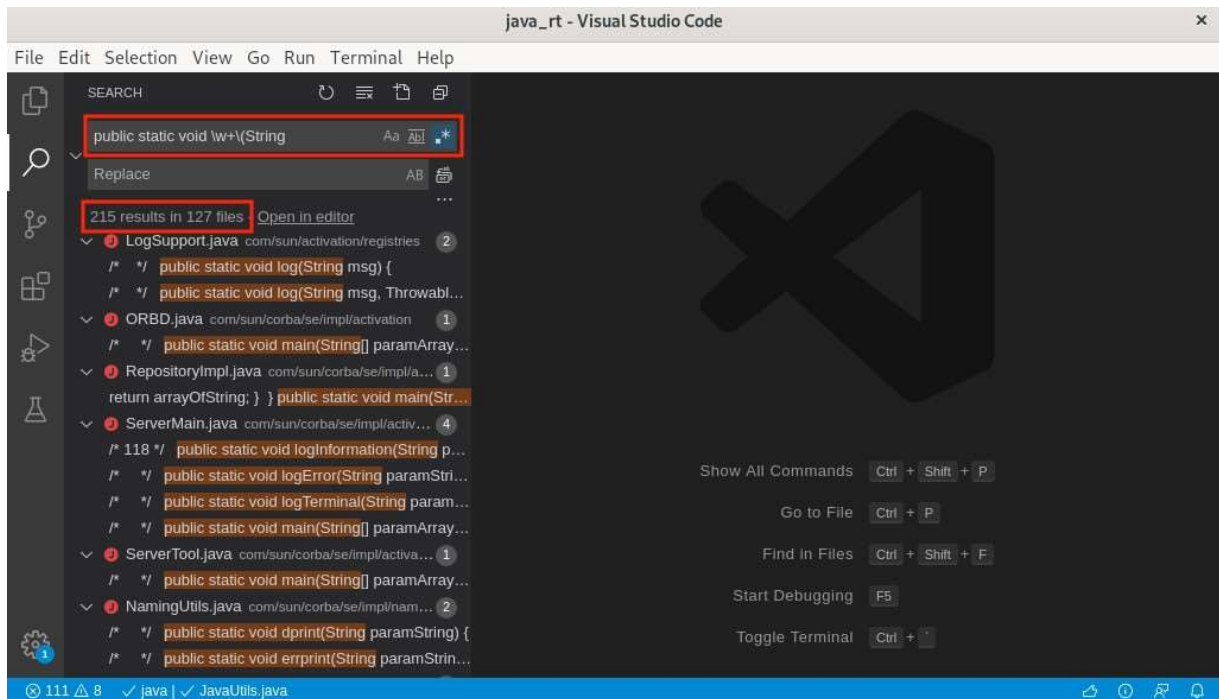 java_rt - Visual Studio Code
File Edit Selection View Go Run Terminal Help
SEARCH
public static void \w+\(String Aa Abl .*
Replace AB
215 results in 127 files - Open in editor
LogSupport.java com/sun/activation/registries 2
/* */ public static void log(String msg) {
/* */ public static void log(String msg, Throwabl...
ORBD.java com/sun/corba/se/impl/activation 1
/* */ public static void main(String[] paramArray...
RepositoryImpl.java com/sun/corba/se/impl/a... 1
return arrayOfString; } } public static void main(Str...
ServerMain.java com/sun/corba/se/impl/activ... 4
/* 118 */ public static void logInformation(String p...
/* */ public static void logError(String paramStri...
/* */ public static void logTerminal(String param...
/* */ public static void main(String[] paramArray...
ServerTool.java com/sun/corba/se/impl/activa... 1
/* */ public static void main(String[] paramArray...
NamingUtils.java com/sun/corba/se/impl/nam... 2
/* */ public static void dprint(String paramString) {
/* */ public static void errprint(String paramStrin...
Show All Commands Ctrl + Shift + P
Go to File Ctrl + P
Find in Files Ctrl + Shift + F
Start Debugging F5
Toggle Terminal Ctrl + `
1
111 8 java | JavaUtils.java